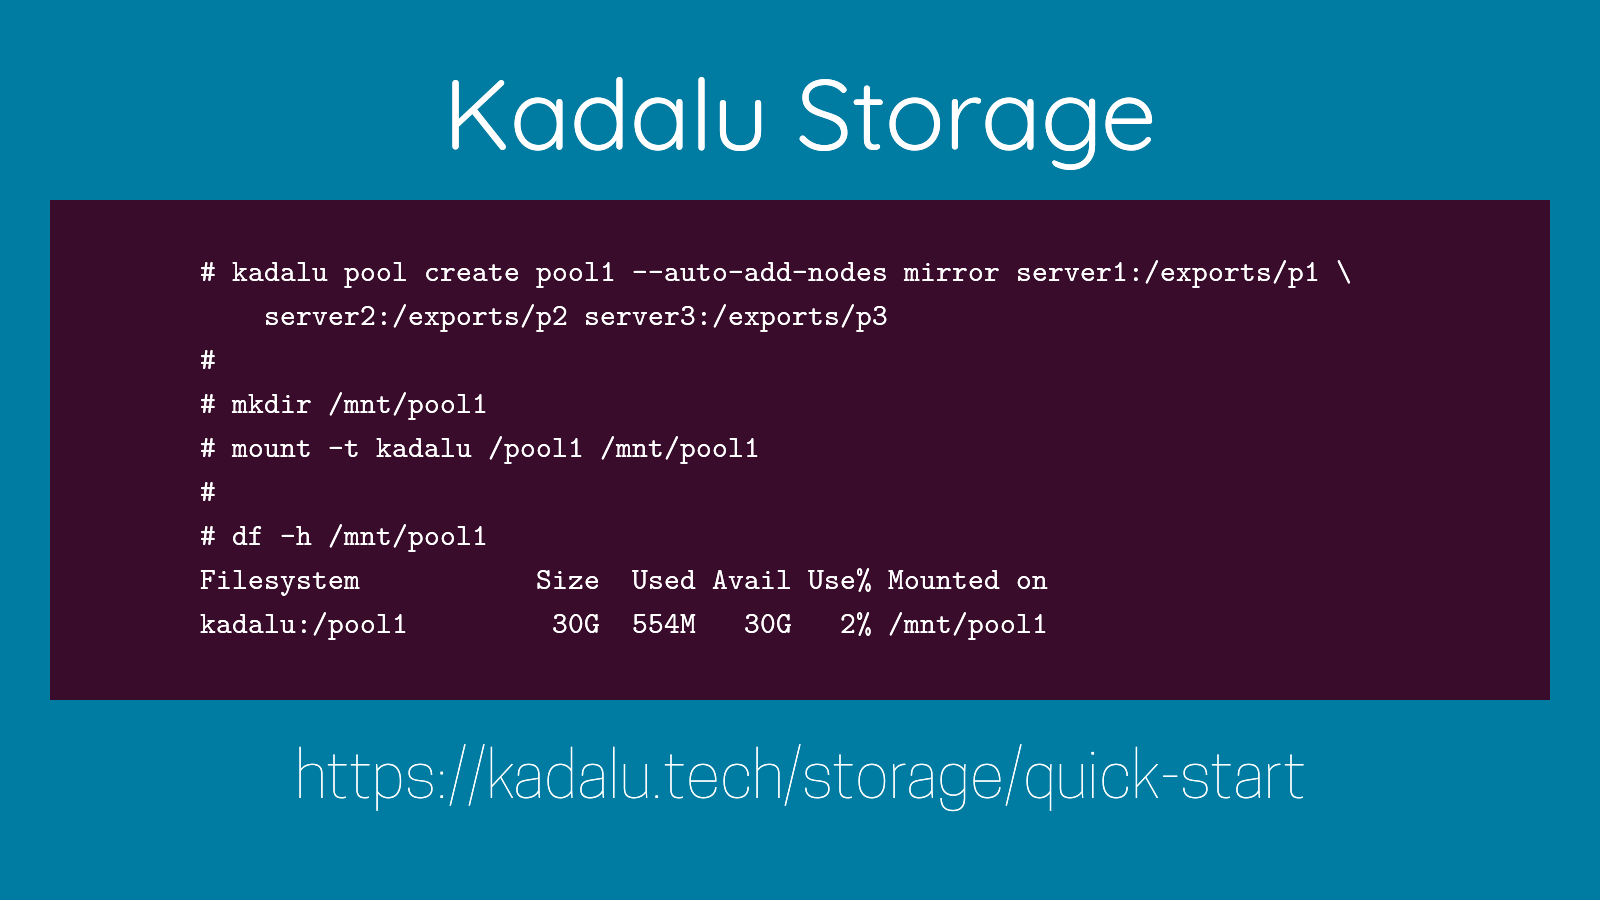 Kadalu Storage
# kadalu pool create pool1 --auto-add-nodes mirror server1:/exports/p1 \
    server2:/exports/p2 server3:/exports/p3
#
# mkdir /mnt/pool1
# mount -t kadalu /pool1 /mnt/pool1
#
# df -h /mnt/pool1
Filesystem           Size  Used Avail Use% Mounted on
kadalu:/pool1         30G  554M   30G   2% /mnt/pool1
https://kadalu.tech/storage/quick-start